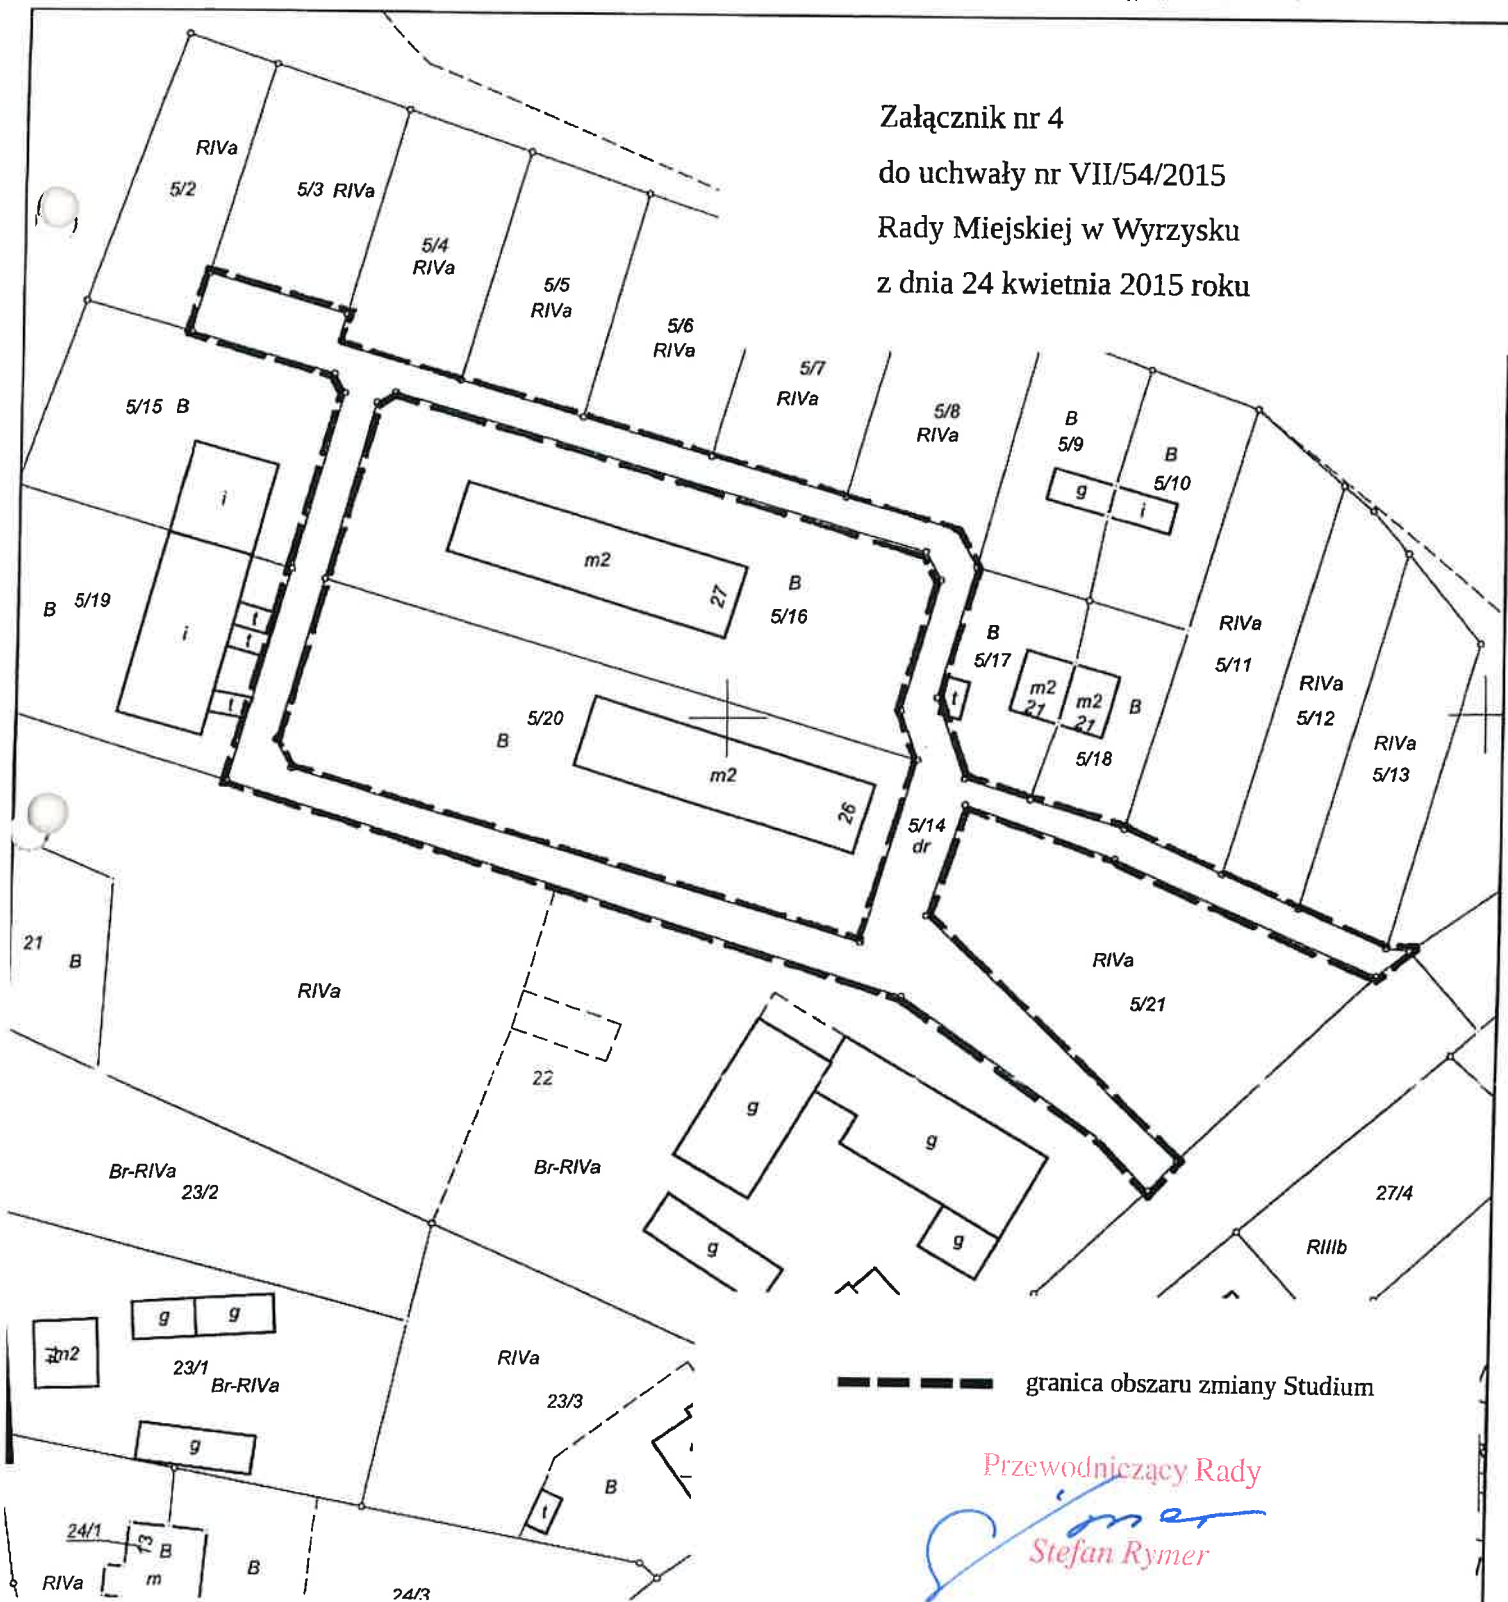 Załącznik nr 4
do uchwały nr VII/54/2015
Rady Miejskiej w Wyrzysku
z dnia 24 kwietnia 2015 roku
RIVa
5/2
5/3 RIVa
5/4
RIVa
5/5
RIVa
5/6
RIVa
5/7
RIVa
5/8
RIVa
B
5/9
B
5/10
g
i
5/15 B
i
m2
27
B
5/16
B 5/19
i
t
t
t
B
5/17
m2
21
m2
21
B
t
5/18
RIVa
5/11
RIVa
5/12
RIVa
5/13
5/20
B
m2
26
5/14
dr
21
B
RIVa
RIVa
5/21
22
g
g
Br-RIVa
23/2
Br-RIVa
g
g
27/4
RIIIb
g
g
m2
23/1
Br-RIVa
RIVa
23/3
g
B
t
24/1
13
B
m
RIVa
B
24/3
granica obszaru zmiany Studium
Przewodniczący Rady
Stefan Rymer